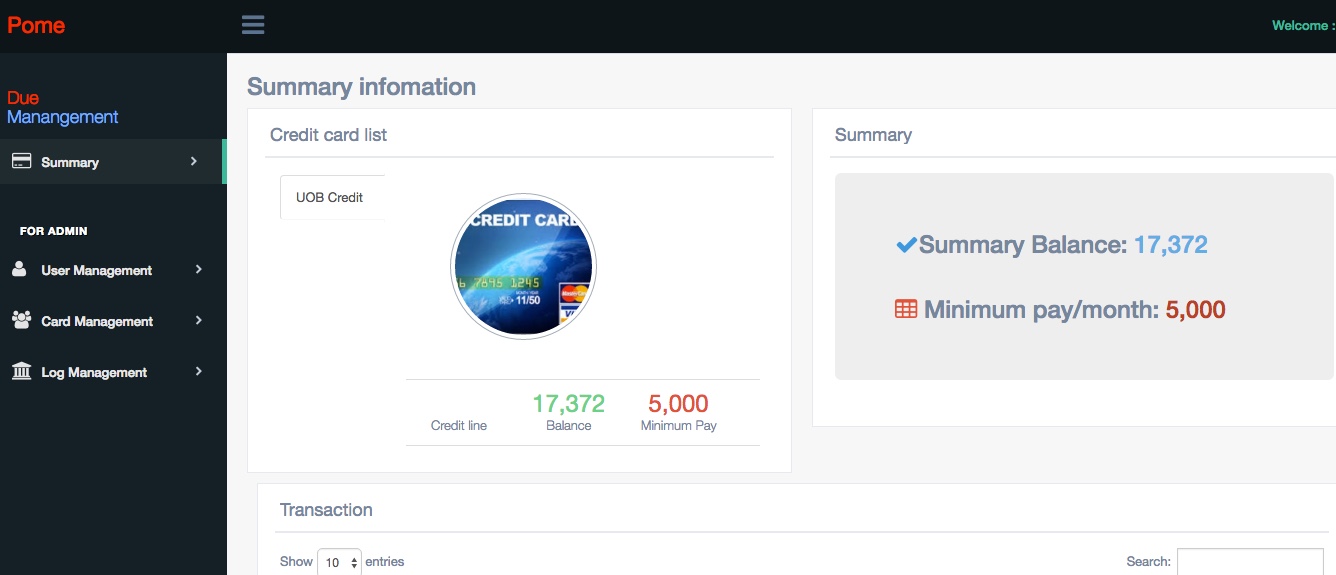 Pome
Welcome :
Due
Manangement
Summary
FOR ADMIN
User Management
Card Management
Log Management
Summary infomation
Credit card list
UOB Credit
CREDIT CARD
6 7845 1245
11/50
MasterCard
VISA
Credit line
17,372
Balance
5,000
Minimum Pay
Summary
Summary Balance: 17,372
Minimum pay/month: 5,000
Transaction
Show 10 entries
Search: